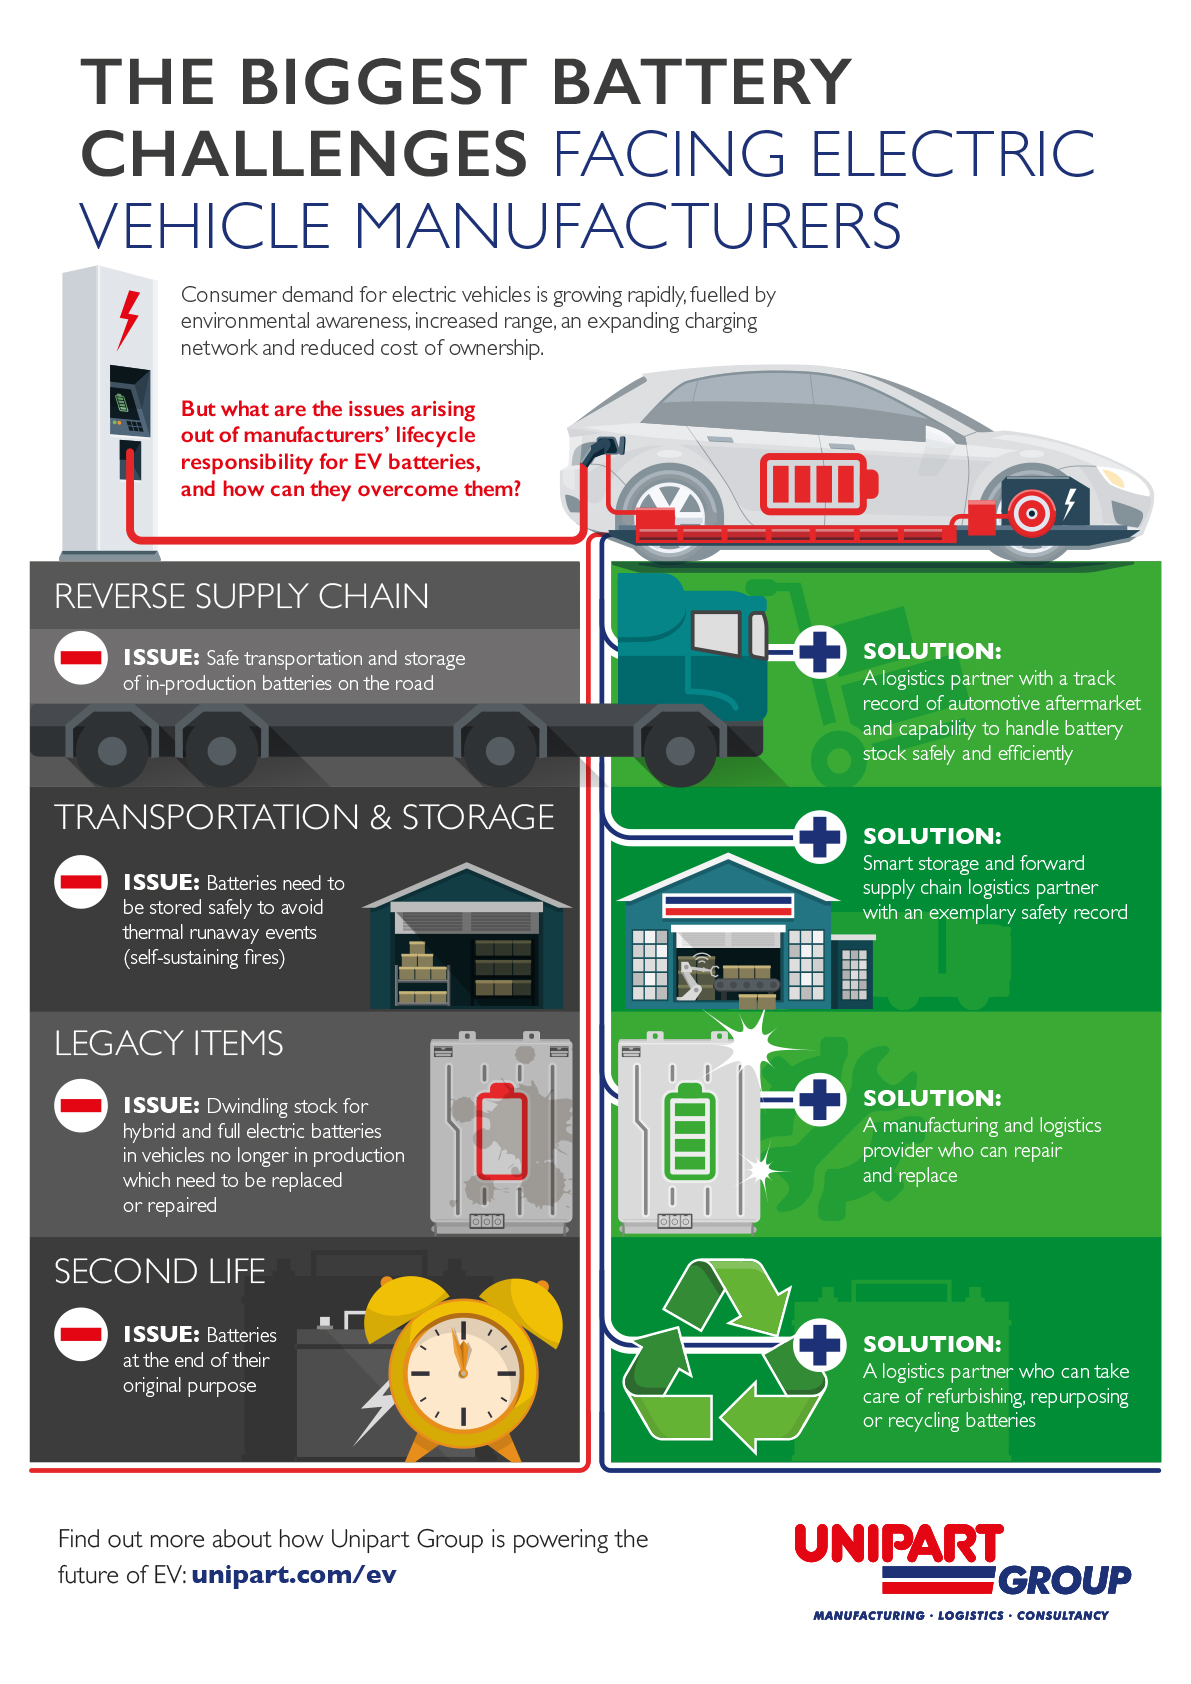 THE BIGGEST BATTERY
CHALLENGES FACING ELECTRIC
VEHICLE MANUFACTURERS
Consumer demand for electric vehicles is growing rapidly, fuelled by
environmental awareness, increased range, an expanding charging
network and reduced cost of ownership.
But what are the issues arising
out of manufacturers’ lifecycle
responsibility for EV batteries,
and how can they overcome them?
REVERSE SUPPLY CHAIN
ISSUE: Safe transportation and storage
of in-production batteries on the road
SOLUTION:
A logistics partner with a track
record of automotive aftermarket
and capability to handle battery
stock safely and efficiently
TRANSPORTATION & STORAGE
ISSUE: Batteries need to
be stored safely to avoid
thermal runaway events
(self-sustaining fires)
SOLUTION:
Smart storage and forward
supply chain logistics partner
with an exemplary safety record
LEGACY ITEMS
ISSUE: Dwindling stock for
hybrid and full electric batteries
in vehicles no longer in production
which need to be replaced
or repaired
SOLUTION:
A manufacturing and logistics
provider who can repair
and replace
SECOND LIFE
ISSUE: Batteries
at the end of their
original purpose
SOLUTION:
A logistics partner who can take
care of refurbishing, repurposing
or recycling batteries
Find out more about how Unipart Group is powering the
future of EV: unipart.com/ev
UNIPART
GROUP
MANUFACTURING · LOGISTICS · CONSULTANCY